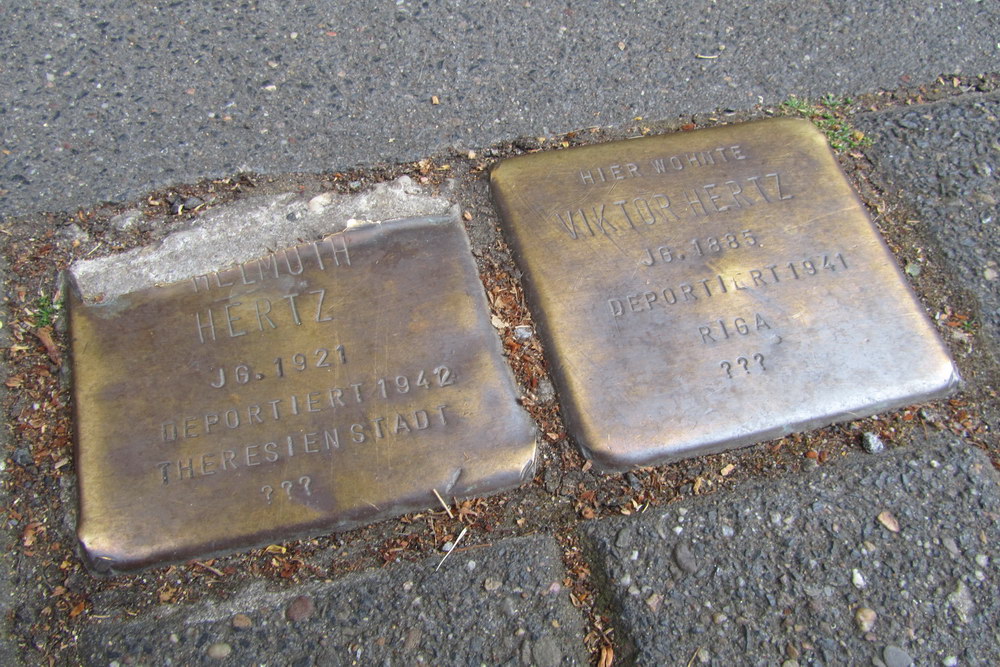 HELMUTH
HERTZ
JG. 1921
DEPORTIERT 1942
THERESIENSTADT
???
HIER WOHNTE
VIKTOR HERTZ
JG. 1885
DEPORTIERT 1941
RIGA
???